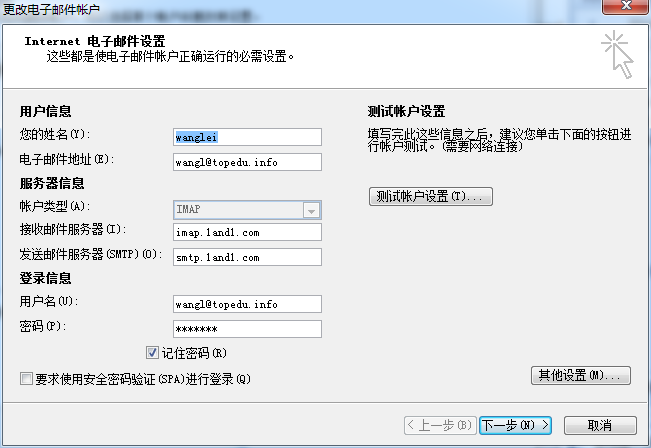 更改电子邮件帐户
Internet 电子邮件设置
这些都是使电子邮件帐户正确运行的必需设置。
用户信息
您的姓名(Y):
wanglei
电子邮件地址(E):
wangl@topedu.info
服务器信息
帐户类型(A):
IMAP
接收邮件服务器(I):
imap.1and1.com
发送邮件服务器(SMTP)(O):
smtp.1and1.com
登录信息
用户名(U):
wangl@topedu.info
密码(P):
*******
记住密码(R)
要求使用安全密码验证(SPA)进行登录(Q)
测试帐户设置
填写完此这些信息之后，建议您单击下面的按钮进
行帐户测试。(需要网络连接)
测试帐户设置(T)...
其他设置(M)...
< 上一步(B)
下一步(N) >
取消